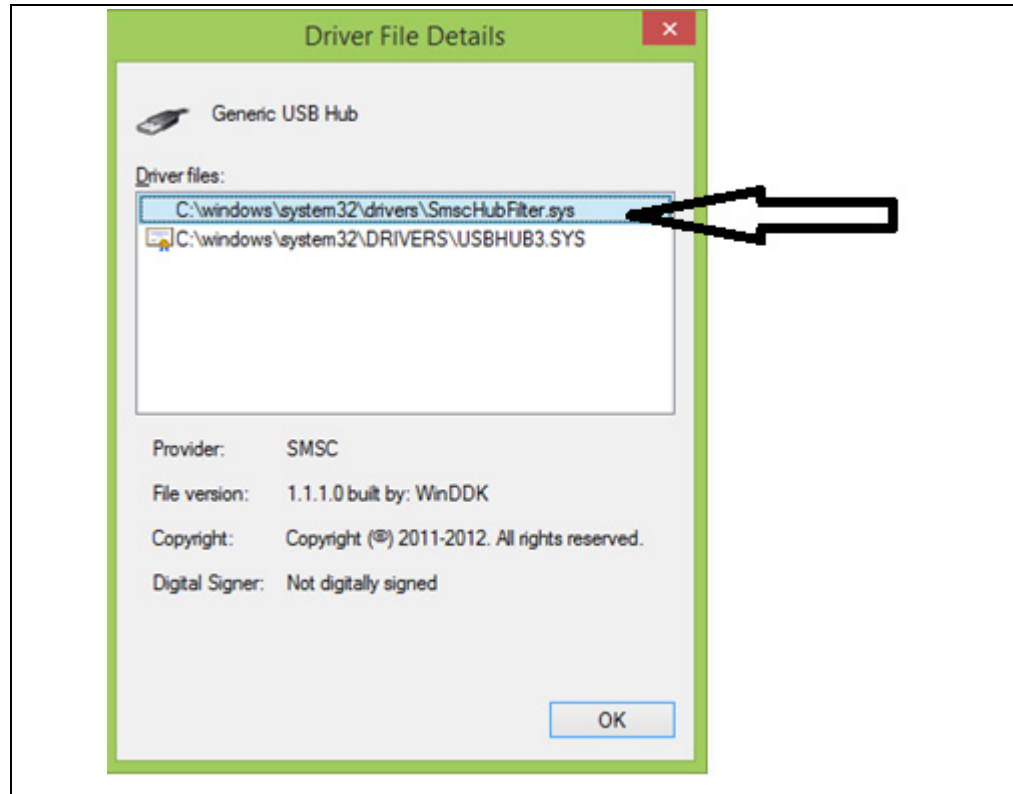 Driver File Details
Generic USB Hub
Driver files:
C:\windows\system32\drivers\SmscHubFilter.sys
C:\windows\system32\DRIVERS\USBHUB3.SYS
Provider: SMSC
File version: 1.1.1.0 built by: WinDDK
Copyright: Copyright (©) 2011-2012. All rights reserved.
Digital Signer: Not digitally signed
OK